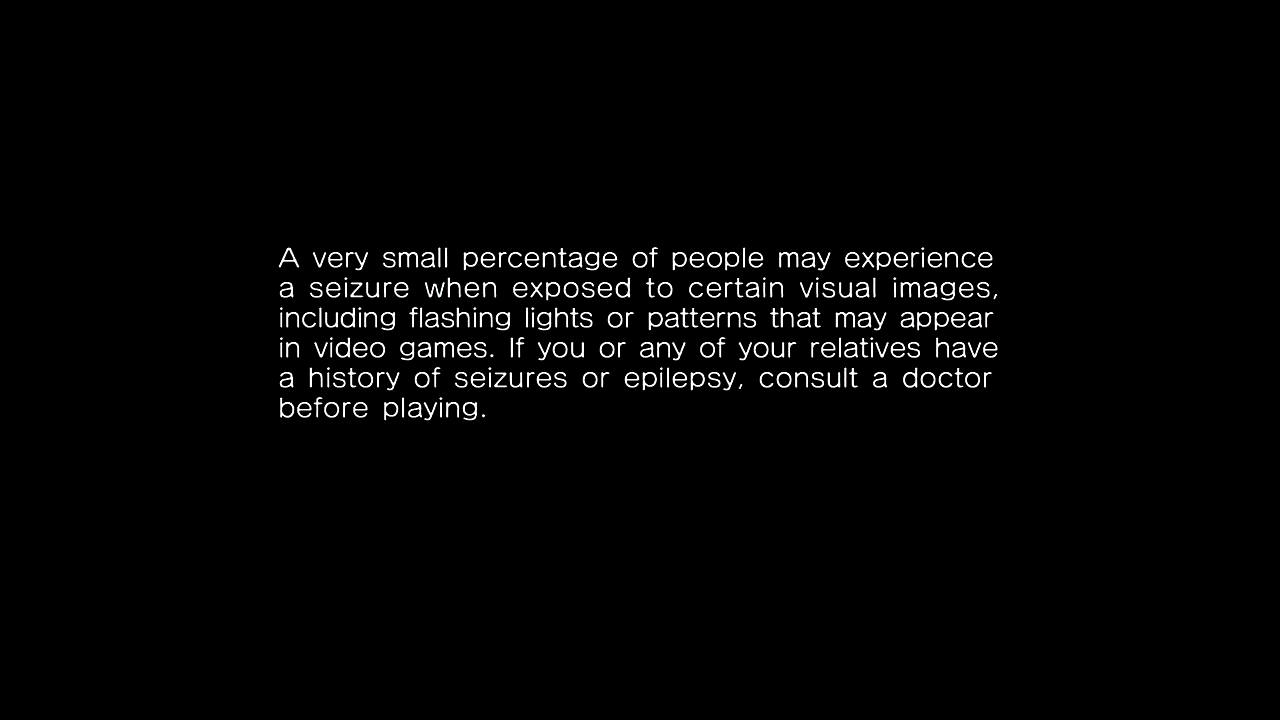 A very small percentage of people may experience
a seizure when exposed to certain visual images,
including flashing lights or patterns that may appear
in video games. If you or any of your relatives have
a history of seizures or epilepsy, consult a doctor
before playing.